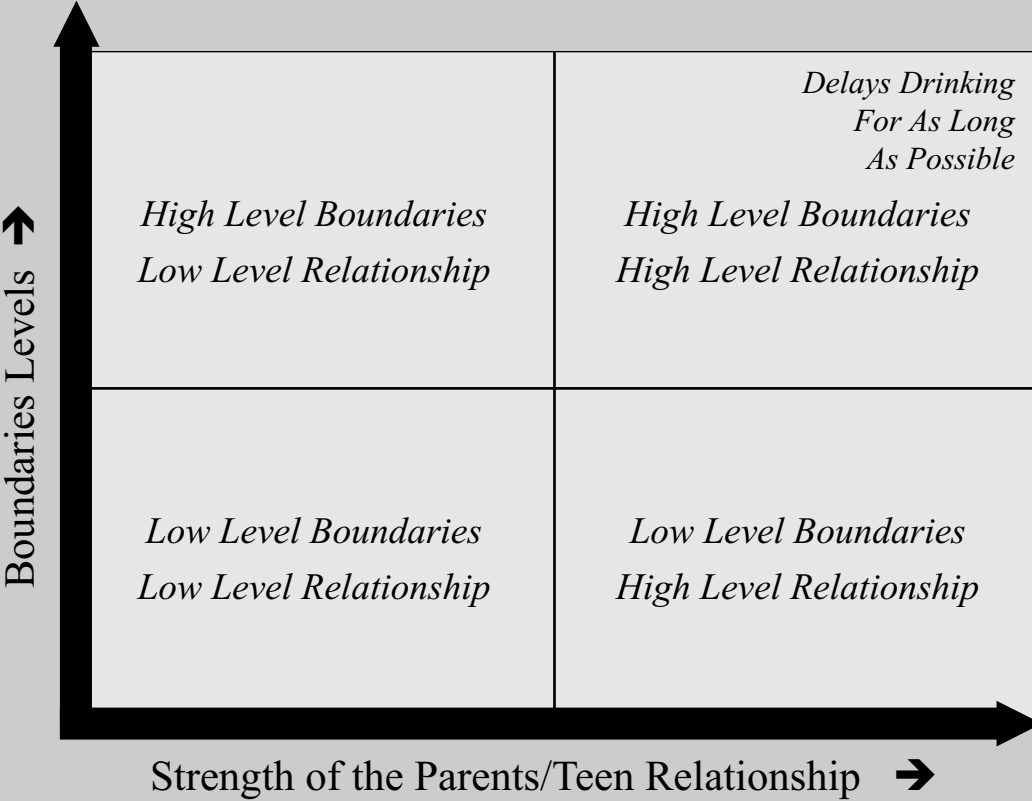 Delays Drinking
For As Long
As Possible
High Level Boundaries
Low Level Relationship
High Level Boundaries
High Level Relationship
Low Level Boundaries
Low Level Relationship
Low Level Boundaries
High Level Relationship
Boundaries Levels ➔
Strength of the Parents/Teen Relationship ➔